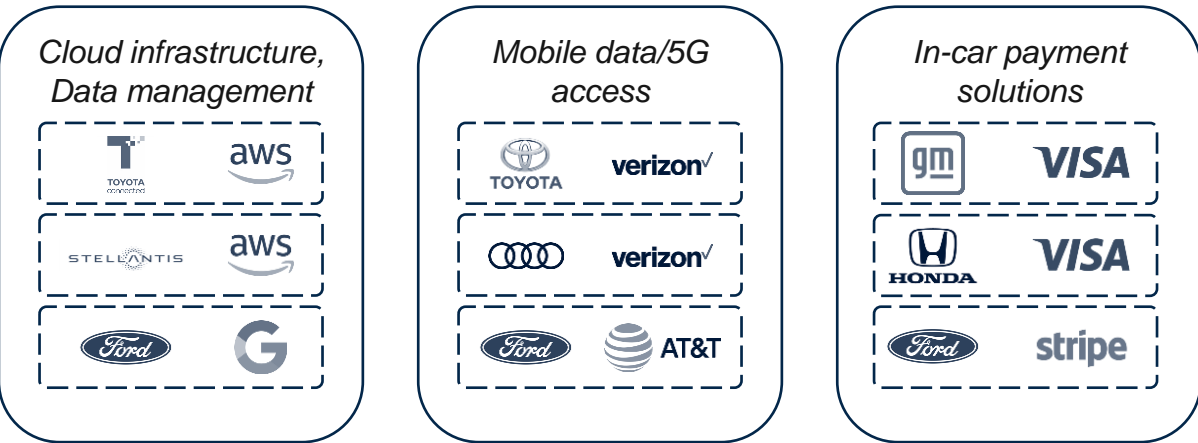 Cloud infrastructure,
Data management
TOYOTA
connected
aws
STELLANTIS
aws
Ford
G
Mobile data/5G
access
TOYOTA
verizon✓
verizon✓
Ford
AT&T
In-car payment
solutions
gm
VISA
HONDA
VISA
Ford
stripe